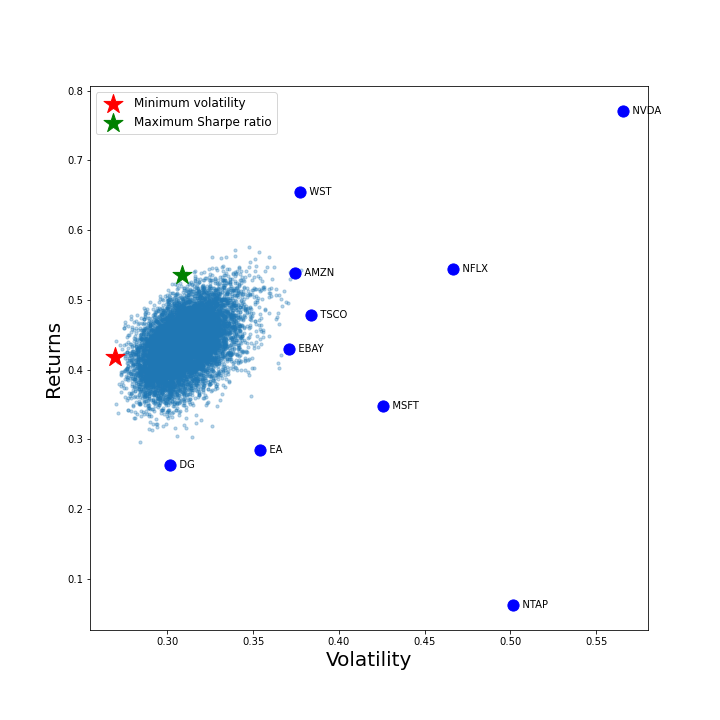 Minimum volatility
Maximum Sharpe ratio
0.8
NVDA
0.7
WST
0.6
AMZN
NFLX
0.5
TSCO
EBAY
0.4
MSFT
0.3
EA
DG
0.2
0.1
NTAP
Returns
0.30 0.35 0.40 0.45 0.50 0.55
Volatility